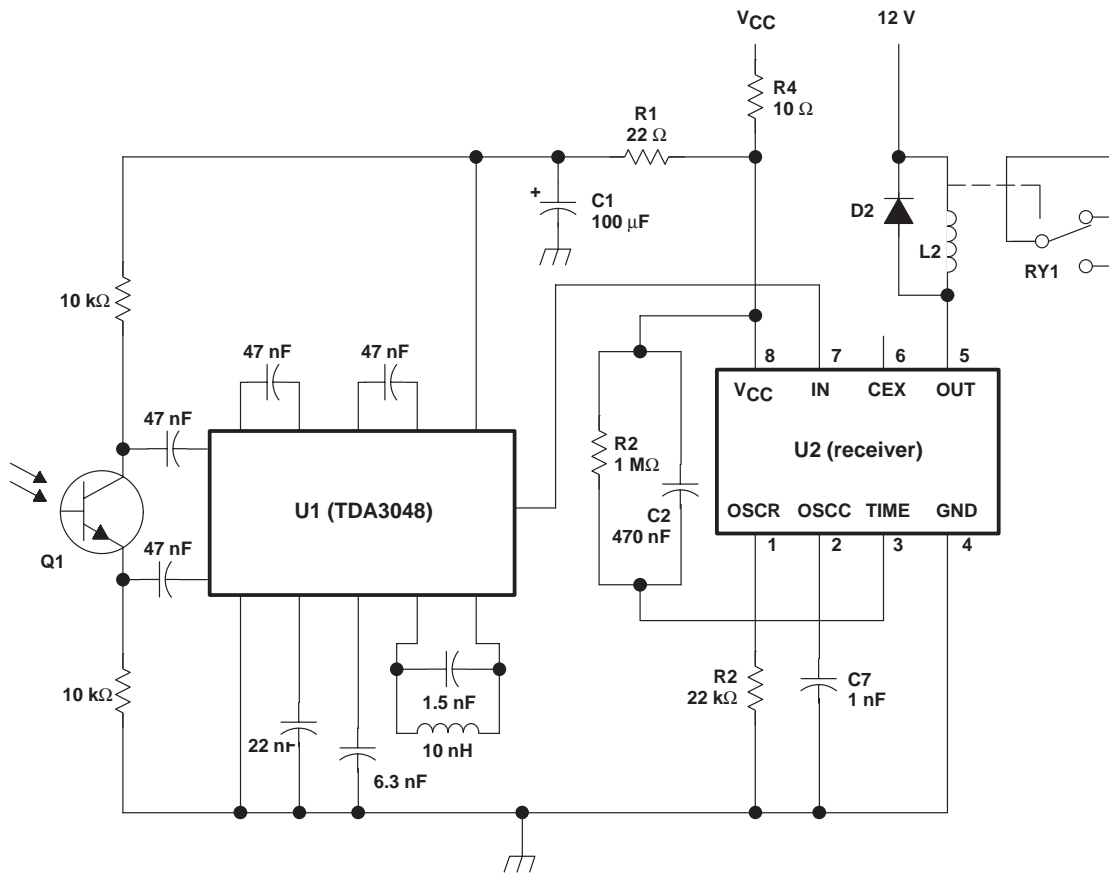 VCC
12 V
R4
10 Ω
R1
22 Ω
+
C1
100 μF
D2
L2
RY1
10 kΩ
47 nF
47 nF
47 nF
8
7
6
5
VCC
IN
CEX
OUT
R2
1 MΩ
U2 (receiver)
U1 (TDA3048)
C2
470 nF
OSCR
OSCC
TIME
GND
1
2
3
4
Q1
47 nF
10 kΩ
1.5 nF
R2
22 kΩ
C7
1 nF
22 nF
10 nH
6.3 nF